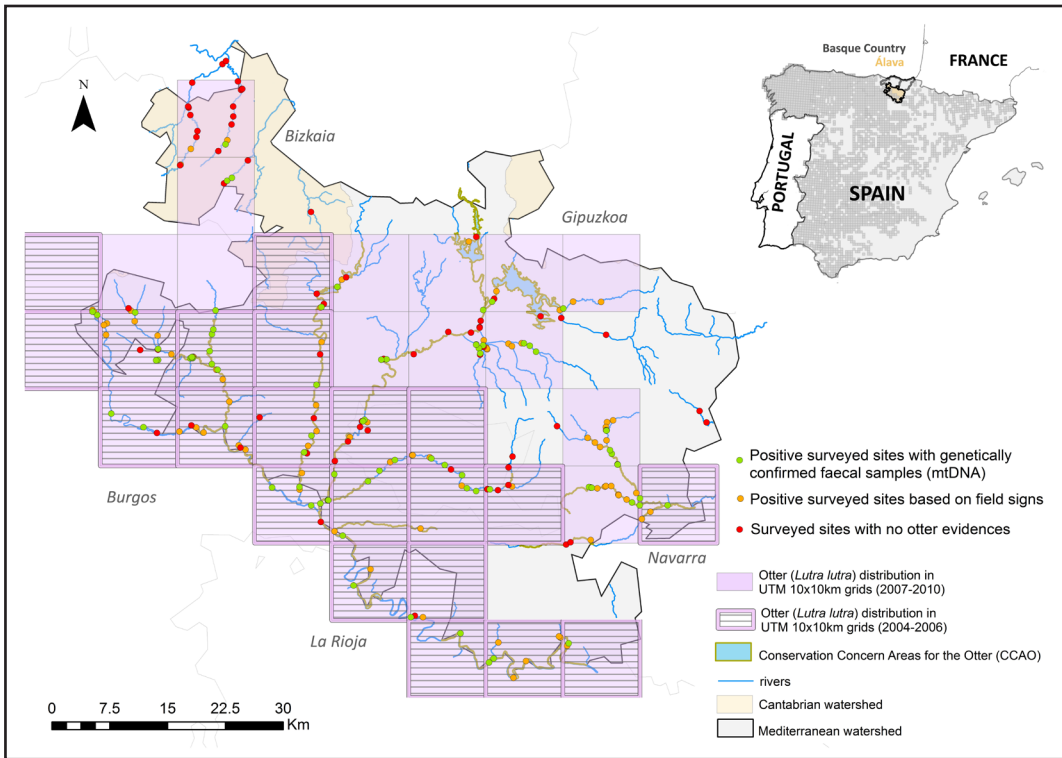 N
Bizkaia
Gipuzkoa
Burgos
Navarra
La Rioja
0 7.5 15 22.5 30
Km
Basque Country
Álava
FRANCE
PORTUGAL
SPAIN
Positive surveyed sites with genetically
confirmed faecal samples (mtDNA)
Positive surveyed sites based on field signs
Surveyed sites with no otter evidences
Otter (Lutra lutra) distribution in
UTM 10x10km grids (2007-2010)
Otter (Lutra lutra) distribution in
UTM 10x10km grids (2004-2006)
Conservation Concern Areas for the Otter (CCAO)
rivers
Cantabrian watershed
Mediterranean watershed